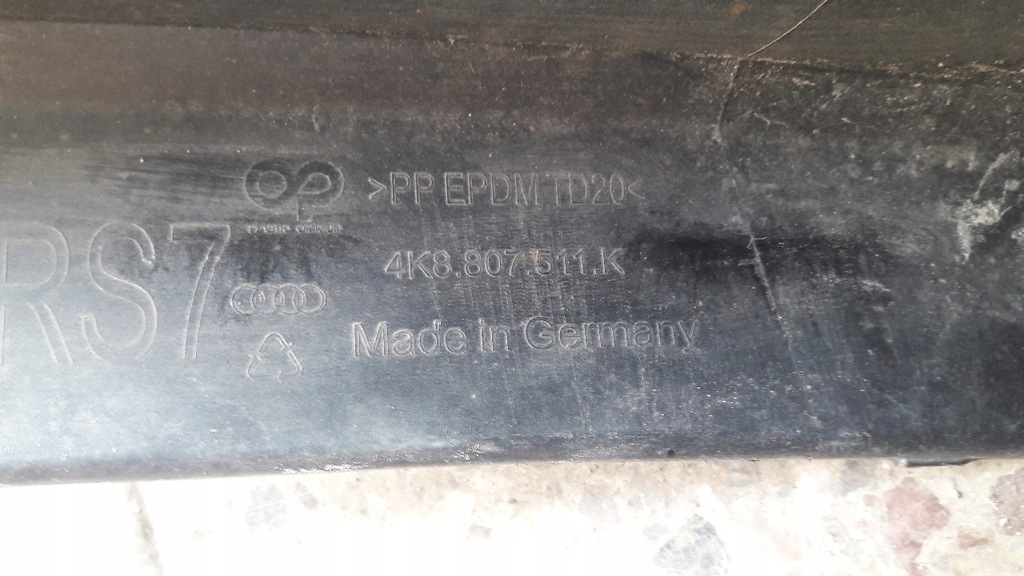 >PP EPDM TD20<
4K8.807.511.K
RS7
Made in Germany